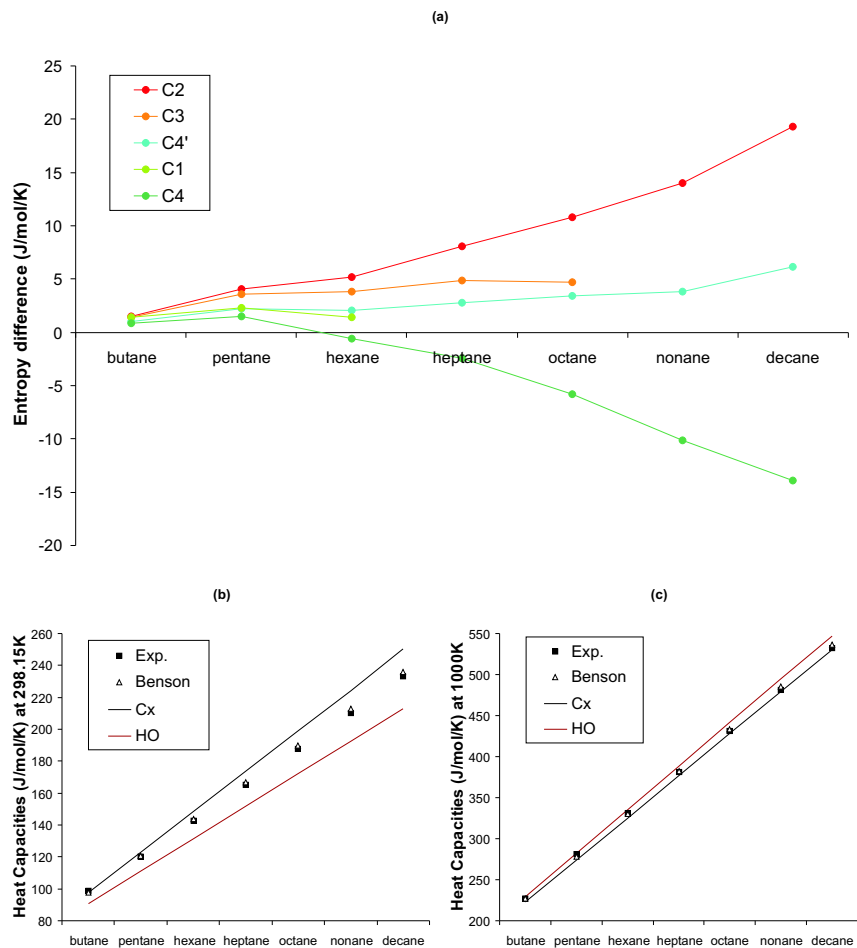 (a)
Entropy difference (J/mol/K)
25
20
15
10
5
0
-5
-10
-15
-20
C2
C3
C4'
C1
C4
butane pentane hexane heptane octane nonane decane
(b)
Heat Capacities (J/mol/K) at 298.15K
260
240
220
200
180
160
140
120
100
80
Exp.
Benson
Cx
HO
butane pentane hexane heptane octane nonane decane
(c)
Heat Capacities (J/mol/K) at 1000K
550
500
450
400
350
300
250
200
Exp.
Benson
Cx
HO
butane pentane hexane heptane octane nonane decane